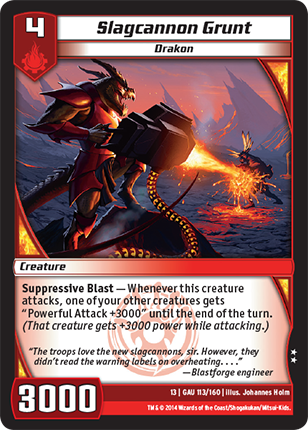 4
Slagcannon Grunt
Drakon
Creature
Suppressive Blast — Whenever this creature
attacks, one of your other creatures gets
“Powerful Attack +3000” until the end of the turn.
(That creature gets +3000 power while attacking.)
“The troops love the new slagcannons, sir. However, they
didn’t read the warning labels on overheating. . . .”
—Blastforge engineer
3000
13 | GAU 113/160 | Illus. Johannes Holm
TM & © 2014 Wizards of the Coast/Shogakukan/Mitsui-Kids.